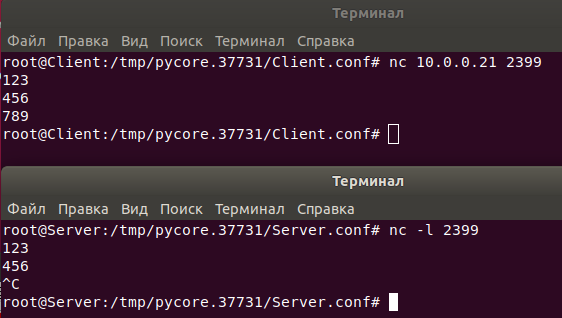 Терминал
Файл Правка Вид Поиск Терминал Справка
root@Client:/tmp/pycore.37731/Client.conf# nc 10.0.0.21 2399
123
456
789
root@Client:/tmp/pycore.37731/Client.conf#
Терминал
Файл Правка Вид Поиск Терминал Справка
root@Server:/tmp/pycore.37731/Server.conf# nc -l 2399
123
456
^C
root@Server:/tmp/pycore.37731/Server.conf#